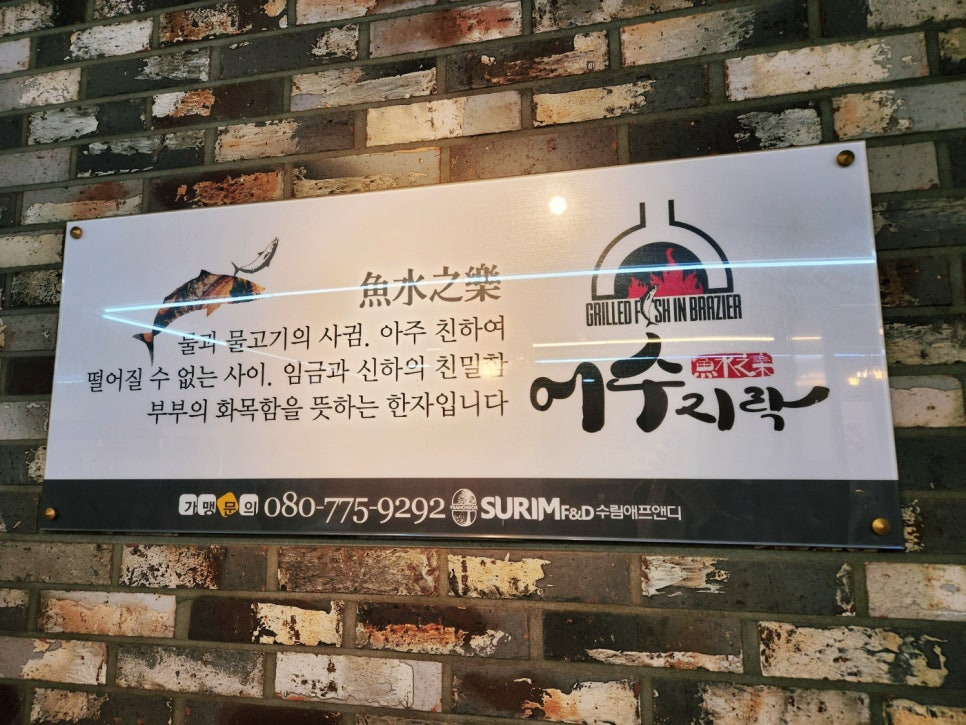 魚水之樂
물과 물고기의 사귐. 아주 친하여
떨어질 수 없는 사이. 임금과 신하의 친밀함
부부의 화목함을 뜻하는 한자입니다
GRILLED FISH IN BRAZIER
어수지락
魚水之樂
가맹문의 080-775-9292 FRANCHISE SURIM F&D 수림애프앤디